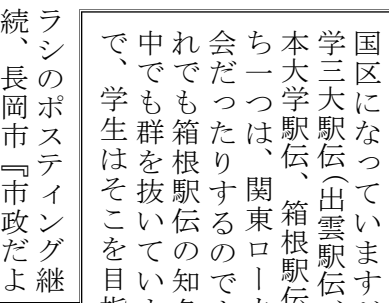 国区になっています
学三大駅伝(出雲駅伝、
本大学駅伝、箱根駅伝
ち一つは、関東ロー
会だったりするので
れでも箱根駅伝の知名
中でも群を抜いてい
で、学生はそこを目指
ラシのポスティング継
続、長岡市『市政だよ